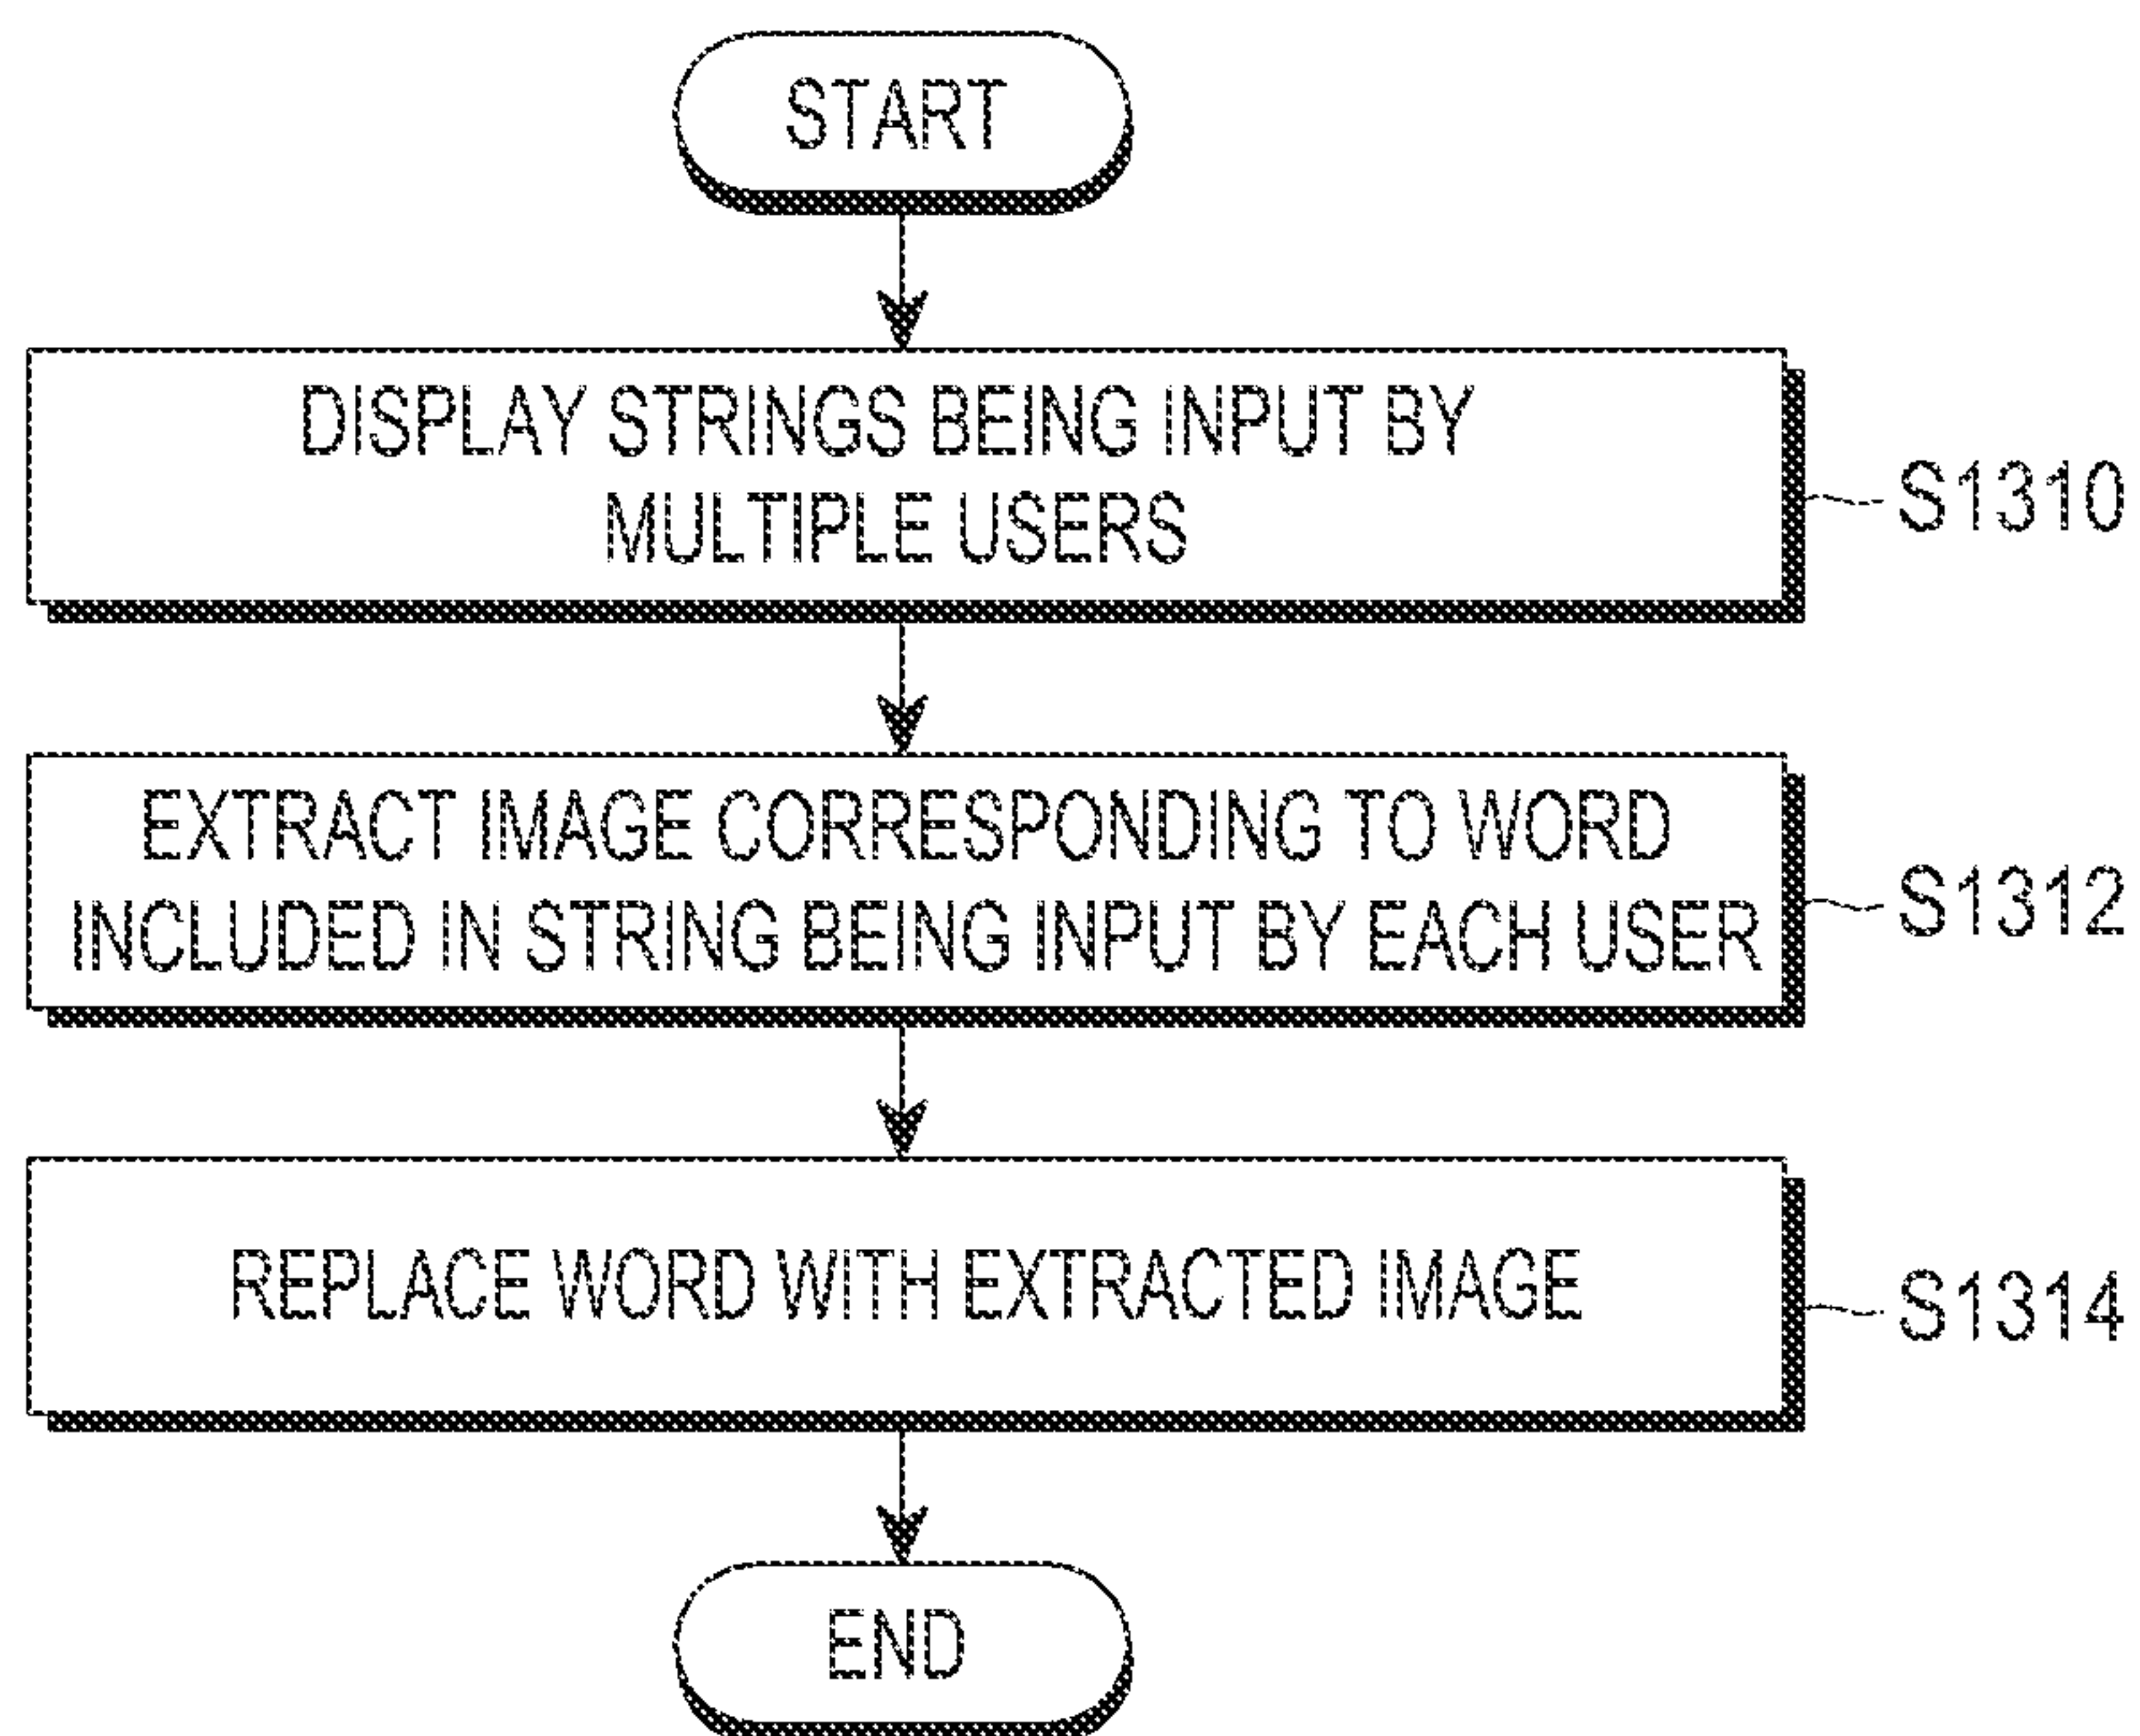 START
DISPLAY STRINGS BEING INPUT BY
MULTIPLE USERS
S1310
EXTRACT IMAGE CORRESPONDING TO WORD
INCLUDED IN STRING BEING INPUT BY EACH USER
S1312
REPLACE WORD WITH EXTRACTED IMAGE
S1314
END